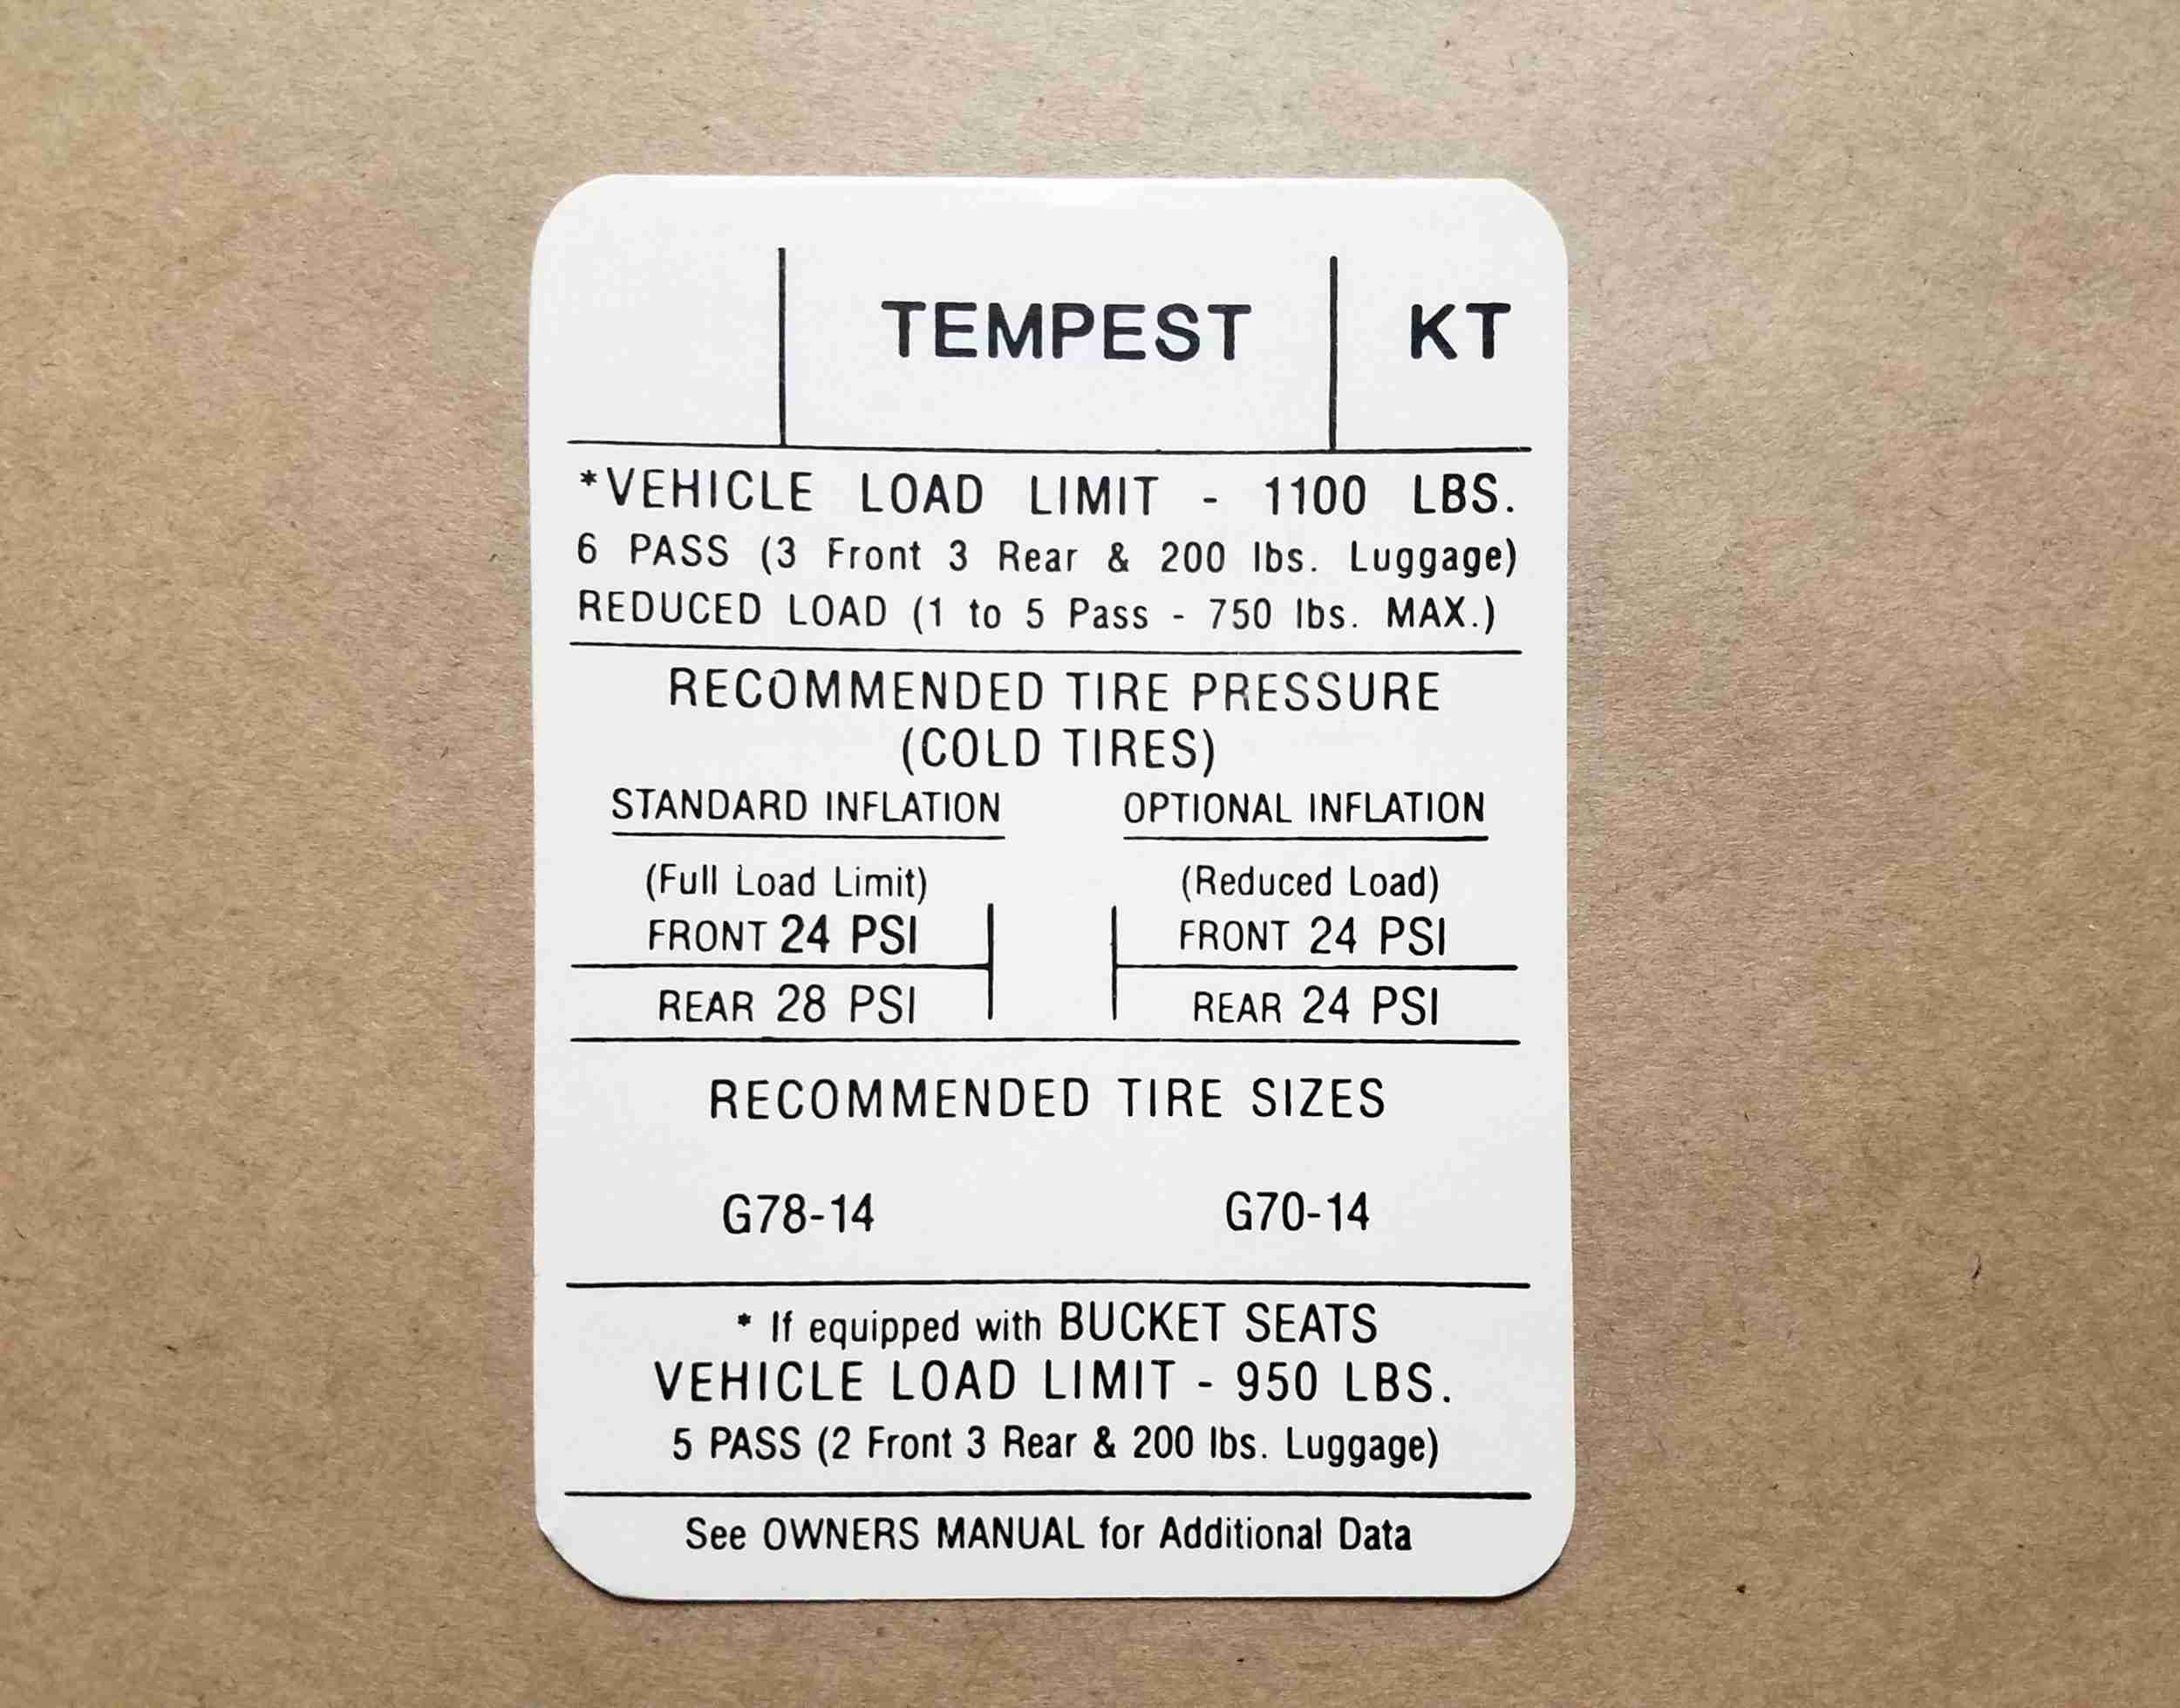 TEMPEST KT
*VEHICLE LOAD LIMIT - 1100 LBS.
6 PASS (3 Front 3 Rear & 200 lbs. Luggage)
REDUCED LOAD (1 to 5 Pass - 750 lbs. MAX.)
RECOMMENDED TIRE PRESSURE
(COLD TIRES)
STANDARD INFLATION OPTIONAL INFLATION
(Full Load Limit) (Reduced Load)
FRONT 24 PSI FRONT 24 PSI
REAR 28 PSI REAR 24 PSI
RECOMMENDED TIRE SIZES
G78-14 G70-14
* If equipped with BUCKET SEATS
VEHICLE LOAD LIMIT - 950 LBS.
5 PASS (2 Front 3 Rear & 200 lbs. Luggage)
See OWNERS MANUAL for Additional Data